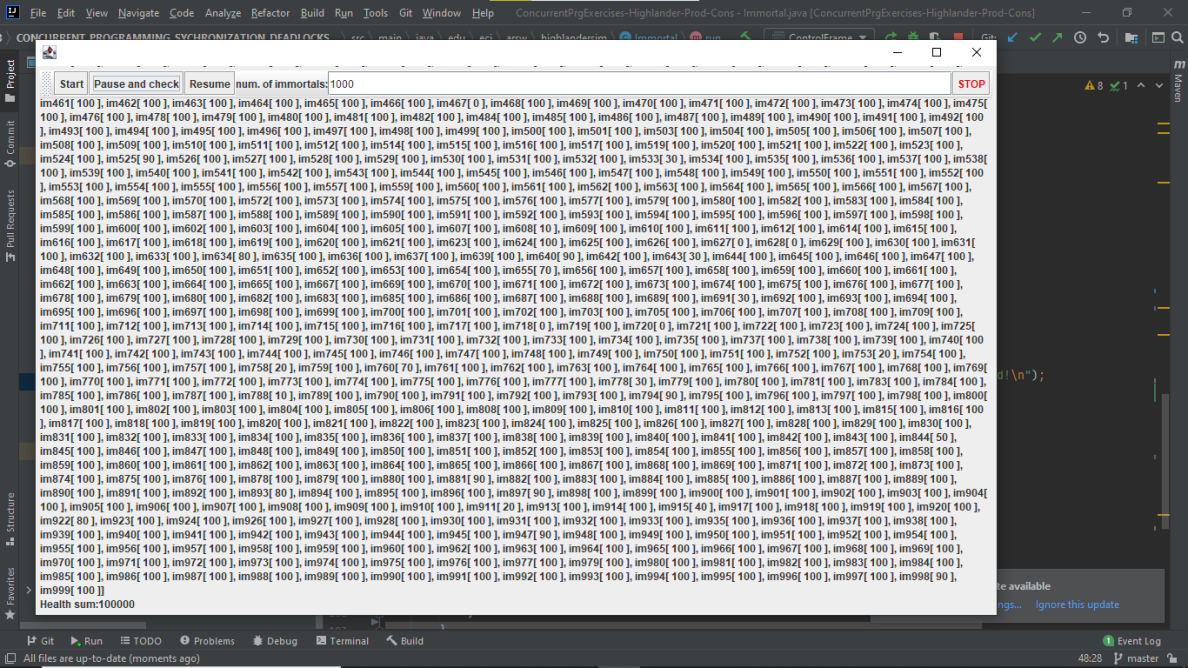 File Edit View Navigate Code Analyze Refactor Build Run Tools Git Window Help ConcurrentPrgExercises-Highlander-Prod-Cons - Immortal.java [ConcurrentPrgExercises-Highlander-Prod-Cons]
Start Pause and check Resume num. of immortals: 1000 STOP
im461[ 100 ], im462[ 100 ], im463[ 100 ], im464[ 100 ], im465[ 100 ], im466[ 100 ], im467[ 0 ], im468[ 100 ], im469[ 100 ], im470[ 100 ], im471[ 100 ], im472[ 100 ], im473[ 100 ], im474[ 100 ], im475[
100 ], im476[ 100 ], im478[ 100 ], im479[ 100 ], im480[ 100 ], im481[ 100 ], im482[ 100 ], im484[ 100 ], im485[ 100 ], im486[ 100 ], im487[ 100 ], im489[ 100 ], im490[ 100 ], im491[ 100 ], im492[ 100
], im493[ 100 ], im494[ 100 ], im495[ 100 ], im496[ 100 ], im497[ 100 ], im498[ 100 ], im499[ 100 ], im500[ 100 ], im501[ 100 ], im503[ 100 ], im504[ 100 ], im505[ 100 ], im506[ 100 ], im507[ 100 ],
im508[ 100 ], im509[ 100 ], im510[ 100 ], im511[ 100 ], im512[ 100 ], im514[ 100 ], im515[ 100 ], im516[ 100 ], im517[ 100 ], im519[ 100 ], im520[ 100 ], im521[ 100 ], im522[ 100 ], im523[ 100 ],
im524[ 100 ], im525[ 90 ], im526[ 100 ], im527[ 100 ], im528[ 100 ], im529[ 100 ], im530[ 100 ], im531[ 100 ], im532[ 100 ], im533[ 30 ], im534[ 100 ], im535[ 100 ], im536[ 100 ], im537[ 100 ], im538[
100 ], im539[ 100 ], im540[ 100 ], im541[ 100 ], im542[ 100 ], im543[ 100 ], im544[ 100 ], im545[ 100 ], im546[ 100 ], im547[ 100 ], im548[ 100 ], im549[ 100 ], im550[ 100 ], im551[ 100 ], im552[ 100
], im553[ 100 ], im554[ 100 ], im555[ 100 ], im556[ 100 ], im557[ 100 ], im559[ 100 ], im560[ 100 ], im561[ 100 ], im562[ 100 ], im563[ 100 ], im564[ 100 ], im565[ 100 ], im566[ 100 ], im567[ 100 ],
im568[ 100 ], im569[ 100 ], im570[ 100 ], im572[ 100 ], im573[ 100 ], im574[ 100 ], im575[ 100 ], im576[ 100 ], im577[ 100 ], im579[ 100 ], im580[ 100 ], im582[ 100 ], im583[ 100 ], im584[ 100 ],
im585[ 100 ], im586[ 100 ], im587[ 100 ], im588[ 100 ], im589[ 100 ], im590[ 100 ], im591[ 100 ], im592[ 100 ], im593[ 100 ], im594[ 100 ], im595[ 100 ], im596[ 100 ], im597[ 100 ], im598[ 100 ],
im599[ 100 ], im600[ 100 ], im602[ 100 ], im603[ 100 ], im604[ 100 ], im605[ 100 ], im607[ 100 ], im608[ 10 ], im609[ 100 ], im610[ 100 ], im611[ 100 ], im612[ 100 ], im614[ 100 ], im615[ 100 ],
im616[ 100 ], im617[ 100 ], im618[ 100 ], im619[ 100 ], im620[ 100 ], im621[ 100 ], im623[ 100 ], im624[ 100 ], im625[ 100 ], im626[ 100 ], im627[ 0 ], im628[ 0 ], im629[ 100 ], im630[ 100 ], im631[
100 ], im632[ 100 ], im633[ 100 ], im634[ 80 ], im635[ 100 ], im636[ 100 ], im637[ 100 ], im639[ 100 ], im640[ 90 ], im642[ 100 ], im643[ 30 ], im644[ 100 ], im645[ 100 ], im646[ 100 ], im647[ 100 ],
im648[ 100 ], im649[ 100 ], im650[ 100 ], im651[ 100 ], im652[ 100 ], im653[ 100 ], im654[ 100 ], im655[ 70 ], im656[ 100 ], im657[ 100 ], im658[ 100 ], im659[ 100 ], im660[ 100 ], im661[ 100 ],
im662[ 100 ], im663[ 100 ], im664[ 100 ], im665[ 100 ], im667[ 100 ], im669[ 100 ], im670[ 100 ], im671[ 100 ], im672[ 100 ], im673[ 100 ], im674[ 100 ], im675[ 100 ], im676[ 100 ], im677[ 100 ],
im678[ 100 ], im679[ 100 ], im680[ 100 ], im682[ 100 ], im683[ 100 ], im685[ 100 ], im686[ 100 ], im687[ 100 ], im688[ 100 ], im689[ 100 ], im691[ 30 ], im692[ 100 ], im693[ 100 ], im694[ 100 ],
im695[ 100 ], im696[ 100 ], im697[ 100 ], im698[ 100 ], im699[ 100 ], im700[ 100 ], im701[ 100 ], im702[ 100 ], im703[ 100 ], im705[ 100 ], im706[ 100 ], im707[ 100 ], im708[ 100 ], im709[ 100 ],
im711[ 100 ], im712[ 100 ], im713[ 100 ], im714[ 100 ], im715[ 100 ], im716[ 100 ], im717[ 100 ], im718[ 0 ], im719[ 100 ], im720[ 0 ], im721[ 100 ], im722[ 100 ], im723[ 100 ], im724[ 100 ], im725[
100 ], im726[ 100 ], im727[ 100 ], im728[ 100 ], im729[ 100 ], im730[ 100 ], im731[ 100 ], im732[ 100 ], im733[ 100 ], im734[ 100 ], im735[ 100 ], im737[ 100 ], im738[ 100 ], im739[ 100 ], im740[ 100
], im741[ 100 ], im742[ 100 ], im743[ 100 ], im744[ 100 ], im745[ 100 ], im746[ 100 ], im747[ 100 ], im748[ 100 ], im749[ 100 ], im750[ 100 ], im751[ 100 ], im752[ 100 ], im753[ 20 ], im754[ 100 ],
im755[ 100 ], im756[ 100 ], im757[ 100 ], im758[ 20 ], im759[ 100 ], im760[ 70 ], im761[ 100 ], im762[ 100 ], im763[ 100 ], im764[ 100 ], im765[ 100 ], im766[ 100 ], im767[ 100 ], im768[ 100 ], im769[
100 ], im770[ 100 ], im771[ 100 ], im772[ 100 ], im773[ 100 ], im774[ 100 ], im775[ 100 ], im776[ 100 ], im777[ 100 ], im778[ 30 ], im779[ 100 ], im780[ 100 ], im781[ 100 ], im783[ 100 ], im784[ 100 ],
im785[ 100 ], im786[ 100 ], im787[ 100 ], im788[ 10 ], im789[ 100 ], im790[ 100 ], im791[ 100 ], im792[ 100 ], im793[ 100 ], im794[ 90 ], im795[ 100 ], im796[ 100 ], im797[ 100 ], im798[ 100 ], im800[
100 ], im801[ 100 ], im802[ 100 ], im803[ 100 ], im804[ 100 ], im805[ 100 ], im806[ 100 ], im808[ 100 ], im809[ 100 ], im810[ 100 ], im811[ 100 ], im812[ 100 ], im813[ 100 ], im815[ 100 ], im816[ 100
], im817[ 100 ], im818[ 100 ], im819[ 100 ], im820[ 100 ], im821[ 100 ], im822[ 100 ], im823[ 100 ], im824[ 100 ], im825[ 100 ], im826[ 100 ], im827[ 100 ], im828[ 100 ], im829[ 100 ], im830[ 100 ],
im831[ 100 ], im832[ 100 ], im833[ 100 ], im834[ 100 ], im835[ 100 ], im836[ 100 ], im837[ 100 ], im838[ 100 ], im839[ 100 ], im840[ 100 ], im841[ 100 ], im842[ 100 ], im843[ 100 ], im844[ 50 ],
im845[ 100 ], im846[ 100 ], im847[ 100 ], im848[ 100 ], im849[ 100 ], im850[ 100 ], im851[ 100 ], im852[ 100 ], im853[ 100 ], im854[ 100 ], im855[ 100 ], im856[ 100 ], im857[ 100 ], im858[ 100 ],
im859[ 100 ], im860[ 100 ], im861[ 100 ], im862[ 100 ], im863[ 100 ], im864[ 100 ], im865[ 100 ], im866[ 100 ], im867[ 100 ], im868[ 100 ], im869[ 100 ], im871[ 100 ], im872[ 100 ], im873[ 100 ],
im874[ 100 ], im875[ 100 ], im876[ 100 ], im878[ 100 ], im879[ 100 ], im880[ 100 ], im881[ 90 ], im882[ 100 ], im883[ 100 ], im884[ 100 ], im885[ 100 ], im886[ 100 ], im887[ 100 ], im889[ 100 ],
im890[ 100 ], im891[ 100 ], im892[ 100 ], im893[ 80 ], im894[ 100 ], im895[ 100 ], im896[ 100 ], im897[ 90 ], im898[ 100 ], im899[ 100 ], im900[ 100 ], im901[ 100 ], im902[ 100 ], im903[ 100 ], im904[
100 ], im905[ 100 ], im906[ 100 ], im907[ 100 ], im908[ 100 ], im909[ 100 ], im910[ 100 ], im911[ 20 ], im913[ 100 ], im914[ 100 ], im915[ 40 ], im917[ 100 ], im918[ 100 ], im919[ 100 ], im920[ 100 ],
im922[ 80 ], im923[ 100 ], im924[ 100 ], im926[ 100 ], im927[ 100 ], im928[ 100 ], im930[ 100 ], im931[ 100 ], im932[ 100 ], im933[ 100 ], im935[ 100 ], im936[ 100 ], im937[ 100 ], im938[ 100 ],
im939[ 100 ], im940[ 100 ], im941[ 100 ], im942[ 100 ], im943[ 100 ], im944[ 100 ], im945[ 100 ], im947[ 90 ], im948[ 100 ], im949[ 100 ], im950[ 100 ], im951[ 100 ], im952[ 100 ], im954[ 100 ],
im955[ 100 ], im956[ 100 ], im957[ 100 ], im958[ 100 ], im959[ 100 ], im960[ 100 ], im962[ 100 ], im963[ 100 ], im964[ 100 ], im965[ 100 ], im966[ 100 ], im967[ 100 ], im968[ 100 ], im969[ 100 ],
im970[ 100 ], im971[ 100 ], im972[ 100 ], im973[ 100 ], im974[ 100 ], im975[ 100 ], im976[ 100 ], im977[ 100 ], im979[ 100 ], im980[ 100 ], im981[ 100 ], im982[ 100 ], im983[ 100 ], im984[ 100 ],
im985[ 100 ], im986[ 100 ], im987[ 100 ], im988[ 100 ], im989[ 100 ], im990[ 100 ], im991[ 100 ], im992[ 100 ], im993[ 100 ], im994[ 100 ], im995[ 100 ], im996[ 100 ], im997[ 100 ], im998[ 90 ],
im999[ 100 ]]
Health sum:100000
Project
Commit
Pull Requests
Structure
Favorites
Git:
8 1
Maven
d!\n");
te available
ngs... Ignore this update
Git Run TODO Problems Debug Terminal Build Event Log
All files are up-to-date (moments ago) 48:28 master